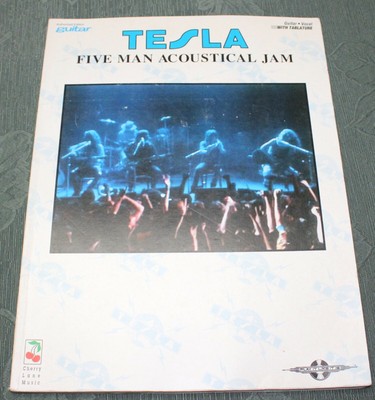 Guitar
Guitar • Vocal
WITH TABLATURE
TESLA
FIVE MAN ACOUSTICAL JAM
Cherry
Lane
Music